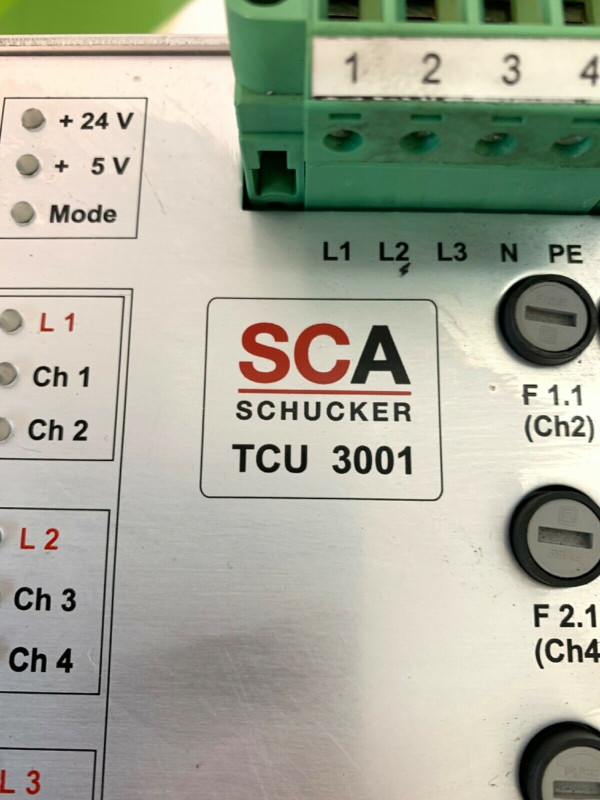 1 2 3 4
+ 24 V
+ 5 V
Mode
L1 L2 L3 N PE
L 1
Ch 1
Ch 2
SCA
SCHUCKER
TCU 3001
F 1.1
(Ch2)
L 2
Ch 3
Ch 4
F 2.1
(Ch4
L 3